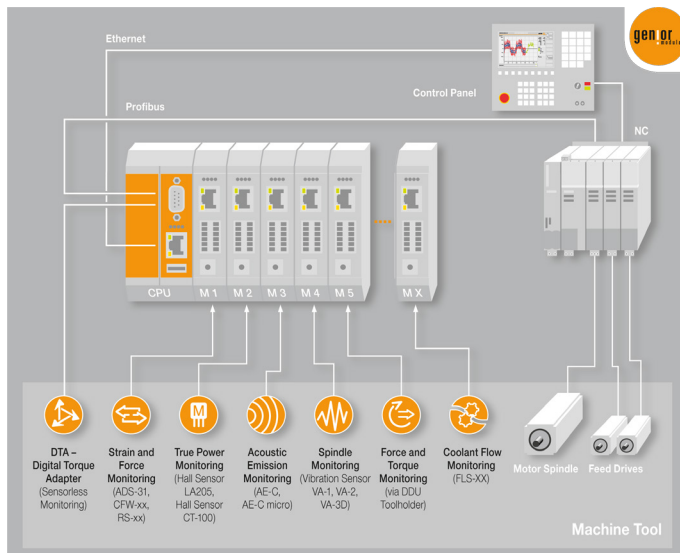 Ethernet
genior
modular
Control Panel
Profibus
NC
CPU
M 1
M 2
M 3
M 4
M 5
M X
DTA –
Digital Torque
Adapter
(Sensorless
Monitoring)
Strain and
Force
Monitoring
(ADS-31,
CFW-xx,
RS-xx)
M
True Power
Monitoring
(Hall Sensor
LA205,
Hall Sensor
CT-100)
Acoustic
Emission
Monitoring
(AE-C,
AE-C micro)
Spindle
Monitoring
(Vibration Sensor
VA-1, VA-2,
VA-3D)
Force and
Torque
Monitoring
(via DDU
Toolholder)
Coolant Flow
Monitoring
(FLS-XX)
Motor Spindle
Feed Drives
Machine Tool